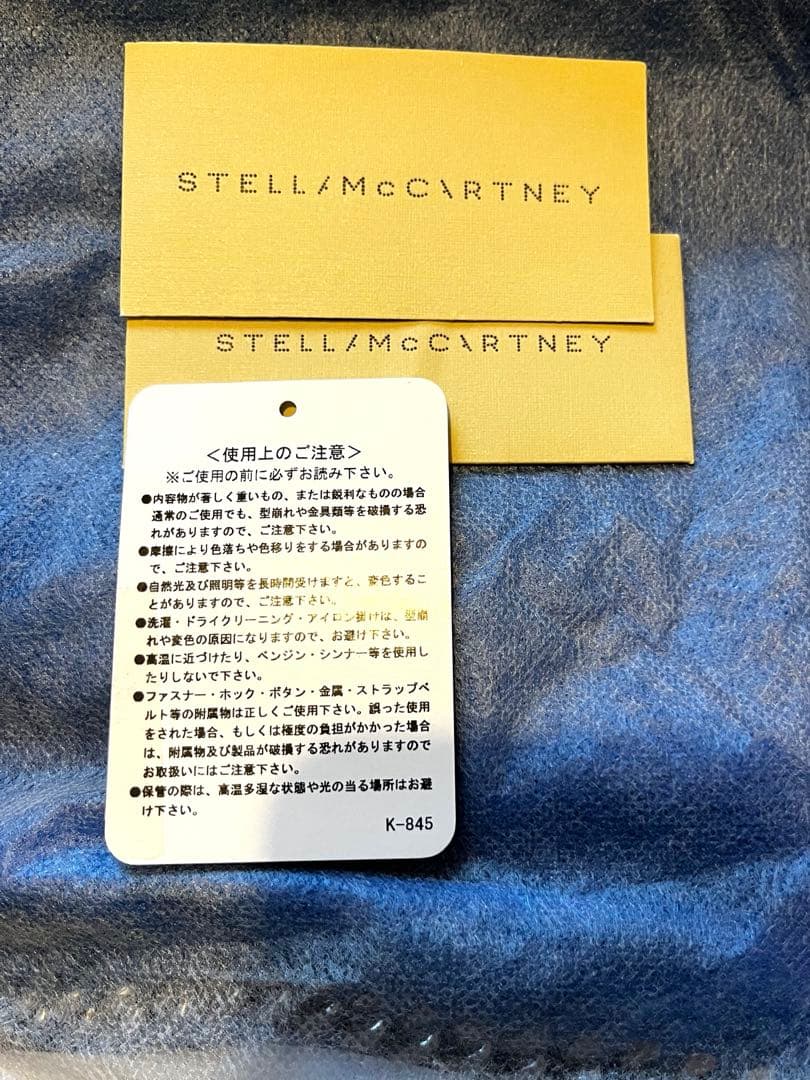 STELLA McCARTNEY
STELLA McCARTNEY
＜使用上のご注意＞
※ご使用の前に必ずお読み下さい。
●内容物が著しく重いもの、または鋭利なものの場合
通常のご使用でも、型崩れや金具類等を破損する恐
れがありますので、ご注意下さい。
●摩擦により色落ちや色移りをする場合がありますの
で、ご注意下さい。
●自然光及び照明等を長時間受けますと、変色するこ
とがありますので、ご注意下さい。
●洗濯・ドライクリーニング・アイロン掛けは、型崩
れや変色の原因になりますので、お避け下さい。
●高温に近づけたり、ベンジン・シンナー等を使用し
たりしないで下さい。
●ファスナー・ホック・ボタン・金属・ストラップベ
ルト等の附属物は正しくご使用下さい。誤った使用
をされた場合、もしくは極度の負担がかかった場合
は、附属物及び製品が破損する恐れがありますので
お取扱いにはご注意下さい。
●保管の際は、高温多湿な状態や光の当る場所はお避
け下さい。
K-845